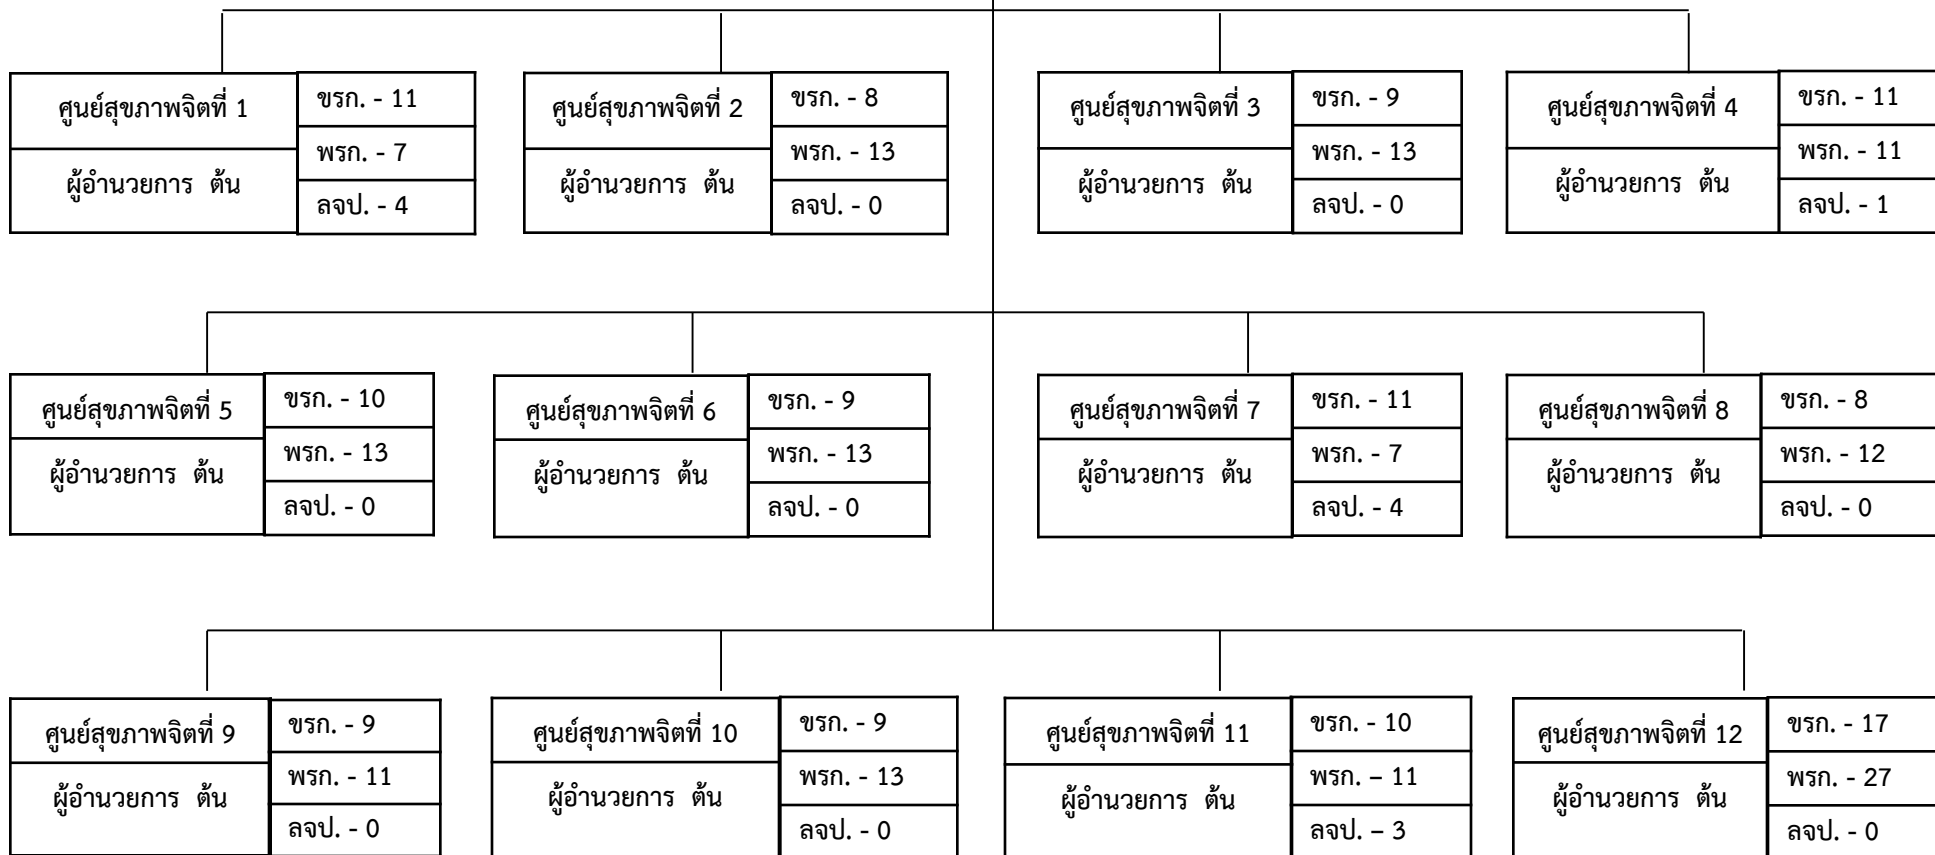 ศูนย์สุขภาพจิตที่ 1
ผู้อำนวยการ ต้น
ขรก. - 11
พรก. - 7
ลจป. - 4
ศูนย์สุขภาพจิตที่ 2
ผู้อำนวยการ ต้น
ขรก. - 8
พรก. - 13
ลจป. - 0
ศูนย์สุขภาพจิตที่ 3
ผู้อำนวยการ ต้น
ขรก. - 9
พรก. - 13
ลจป. - 0
ศูนย์สุขภาพจิตที่ 4
ผู้อำนวยการ ต้น
ขรก. - 11
พรก. - 11
ลจป. - 1
ศูนย์สุขภาพจิตที่ 5
ผู้อำนวยการ ต้น
ขรก. - 10
พรก. - 13
ลจป. - 0
ศูนย์สุขภาพจิตที่ 6
ผู้อำนวยการ ต้น
ขรก. - 9
พรก. - 13
ลจป. - 0
ศูนย์สุขภาพจิตที่ 7
ผู้อำนวยการ ต้น
ขรก. - 11
พรก. - 7
ลจป. - 4
ศูนย์สุขภาพจิตที่ 8
ผู้อำนวยการ ต้น
ขรก. - 8
พรก. - 12
ลจป. - 0
ศูนย์สุขภาพจิตที่ 9
ผู้อำนวยการ ต้น
ขรก. - 9
พรก. - 11
ลจป. - 0
ศูนย์สุขภาพจิตที่ 10
ผู้อำนวยการ ต้น
ขรก. - 9
พรก. - 13
ลจป. - 0
ศูนย์สุขภาพจิตที่ 11
ผู้อำนวยการ ต้น
ขรก. - 10
พรก. – 11
ลจป. – 3
ศูนย์สุขภาพจิตที่ 12
ผู้อำนวยการ ต้น
ขรก. - 17
พรก. - 27
ลจป. - 0